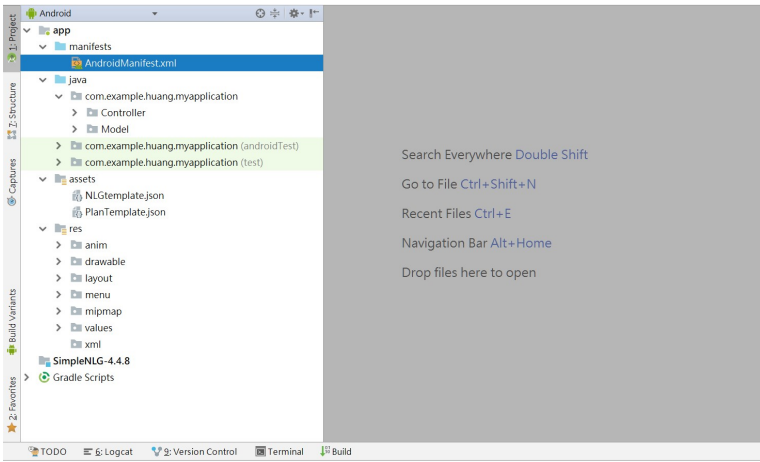 Android
1: Project
app
manifests
AndroidManifest.xml
java
com.example.huang.myapplication
Controller
Model
com.example.huang.myapplication (androidTest)
com.example.huang.myapplication (test)
assets
NLGtemplate.json
PlanTemplate.json
res
anim
drawable
layout
menu
mipmap
values
xml
SimpleNLG-4.4.8
Gradle Scripts
7: Structure
Captures
Build Variants
2: Favorites
Search Everywhere Double Shift
Go to File Ctrl+Shift+N
Recent Files Ctrl+E
Navigation Bar Alt+Home
Drop files here to open
TODO
6: Logcat
9: Version Control
Terminal
Build